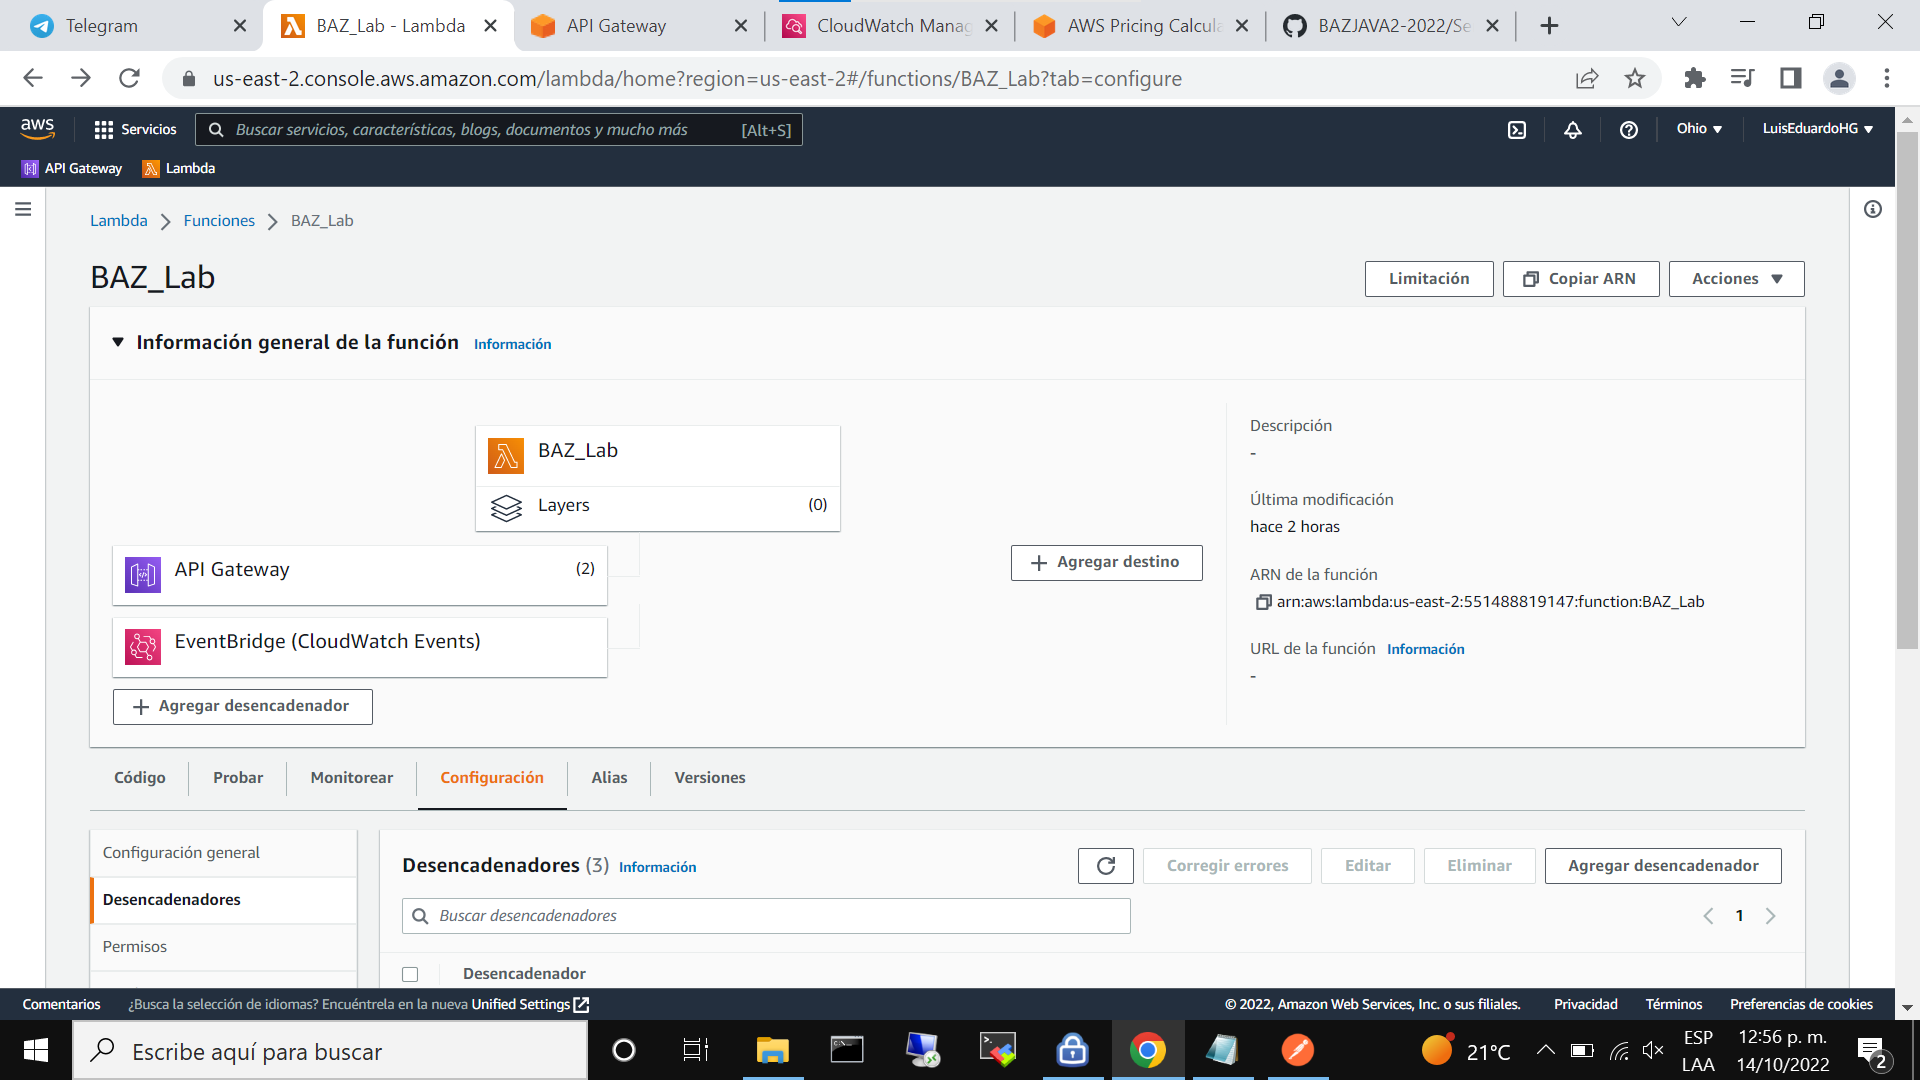 Telegram
BAZ_Lab - Lambda
API Gateway
CloudWatch Manag
AWS Pricing Calcula
BAZJAVA2-2022/Se
us-east-2.console.aws.amazon.com/lambda/home?region=us-east-2#/functions/BAZ_Lab?tab=configure
aws
Servicios
Buscar servicios, características, blogs, documentos y mucho más
[Alt+S]
Ohio
LuisEduardoHG
API Gateway
Lambda
Lambda
Funciones
BAZ_Lab
BAZ_Lab
Limitación
Copiar ARN
Acciones
Información general de la función
Información
BAZ_Lab
Layers
(0)
API Gateway
(2)
EventBridge (CloudWatch Events)
Agregar desencadenador
Agregar destino
Descripción
-
Última modificación
hace 2 horas
ARN de la función
arn:aws:lambda:us-east-2:551488819147:function:BAZ_Lab
URL de la función
Información
-
Código
Probar
Monitorear
Configuración
Alias
Versiones
Configuración general
Desencadenadores
Permisos
Desencadenadores (3)
Información
Corregir errores
Editar
Eliminar
Agregar desencadenador
Buscar desencadenadores
1
Desencadenador
Comentarios
¿Busca la selección de idiomas? Encuéntrela en la nueva Unified Settings
© 2022, Amazon Web Services, Inc. o sus filiales.
Privacidad
Términos
Preferencias de cookies
Escribe aquí para buscar
21°C
ESP
LAA
12:56 p. m.
14/10/2022
2